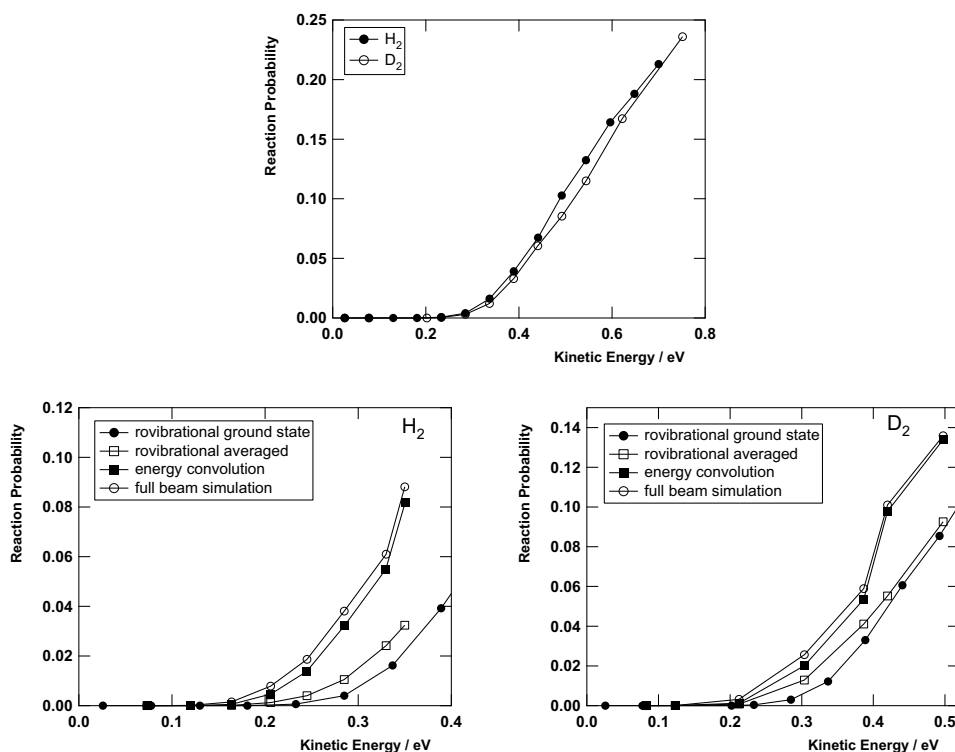 0.25
0.20
0.15
0.10
0.05
0.00
Reaction Probability
H2
D2
0.0 0.2 0.4 0.6 0.8
Kinetic Energy / eV
0.12
0.10
0.08
0.06
0.04
0.02
0.00
Reaction Probability
H2
rovibrational ground state
rovibrational averaged
energy convolution
full beam simulation
0.0 0.1 0.2 0.3 0.4
Kinetic Energy / eV
0.14
0.12
0.10
0.08
0.06
0.04
0.02
0.00
Reaction Probability
D2
rovibrational ground state
rovibrational averaged
energy convolution
full beam simulation
0.0 0.1 0.2 0.3 0.4 0.5
Kinetic Energy / eV